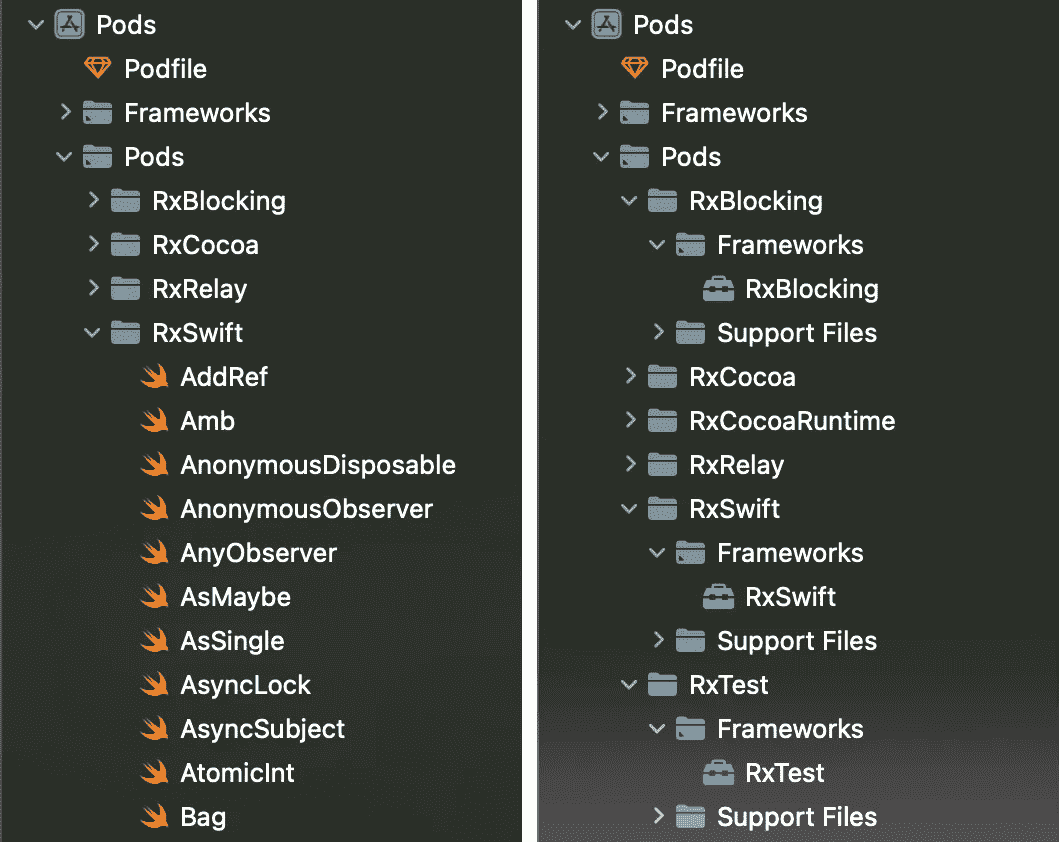 Pods
Podfile
Frameworks
Pods
RxBlocking
RxCocoa
RxRelay
RxSwift
AddRef
Amb
AnonymousDisposable
AnonymousObserver
AnyObserver
AsMaybe
AsSingle
AsyncLock
AsyncSubject
AtomicInt
Bag
Pods
Podfile
Frameworks
Pods
RxBlocking
Frameworks
RxBlocking
Support Files
RxCocoa
RxCocoaRuntime
RxRelay
RxSwift
Frameworks
RxSwift
Support Files
RxTest
Frameworks
RxTest
Support Files